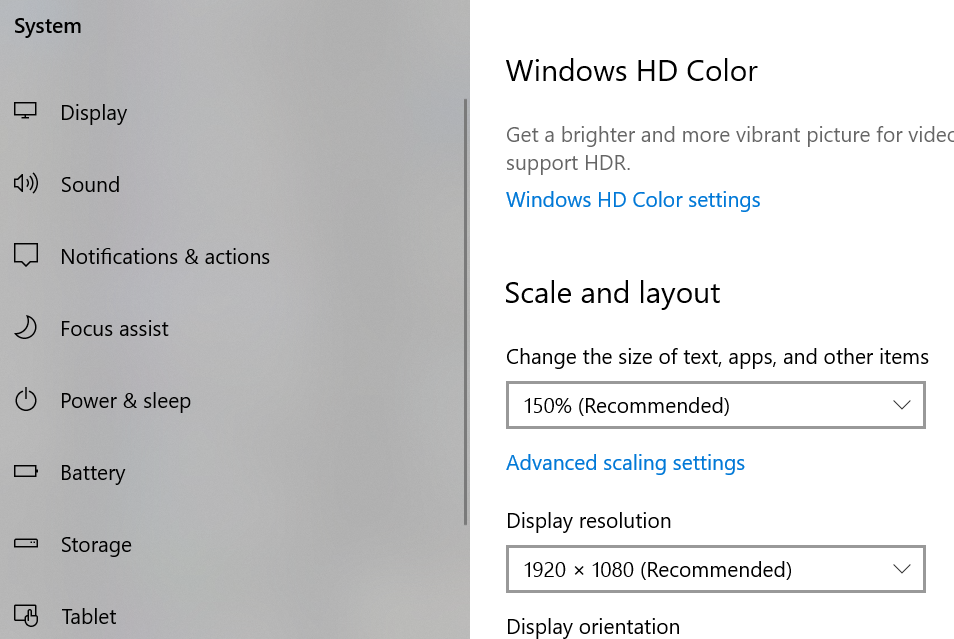 System
Display
Sound
Notifications & actions
Focus assist
Power & sleep
Battery
Storage
Tablet
Windows HD Color
Get a brighter and more vibrant picture for
support HDR.
Windows HD Color settings
Scale and layout
Change the size of text, apps, and other items
150% (Recommended)
Advanced scaling settings
Display resolution
1920 × 1080 (Recommended)
Display orientation